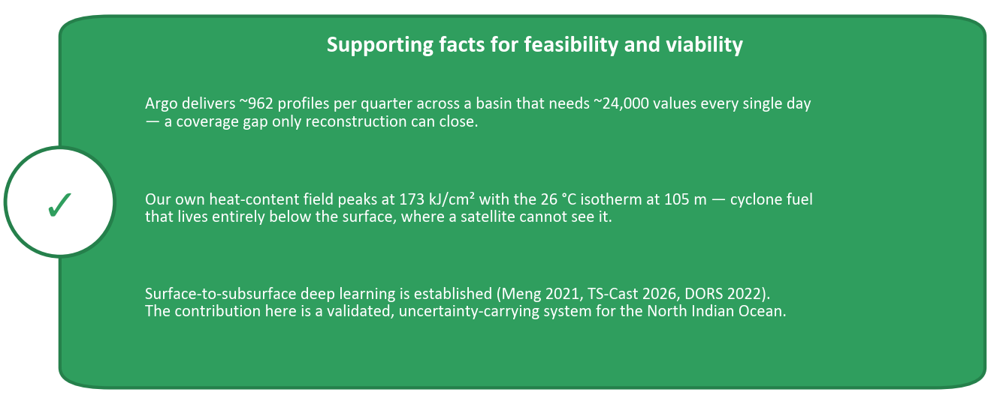 Supporting facts for feasibility and viability
Argo delivers ~962 profiles per quarter across a basin that needs ~24,000 values every single day
— a coverage gap only reconstruction can close.
Our own heat-content field peaks at 173 kJ/cm² with the 26 °C isotherm at 105 m — cyclone fuel
that lives entirely below the surface, where a satellite cannot see it.
✓
Surface-to-subsurface deep learning is established (Meng 2021, TS-Cast 2026, DORS 2022).
The contribution here is a validated, uncertainty-carrying system for the North Indian Ocean.